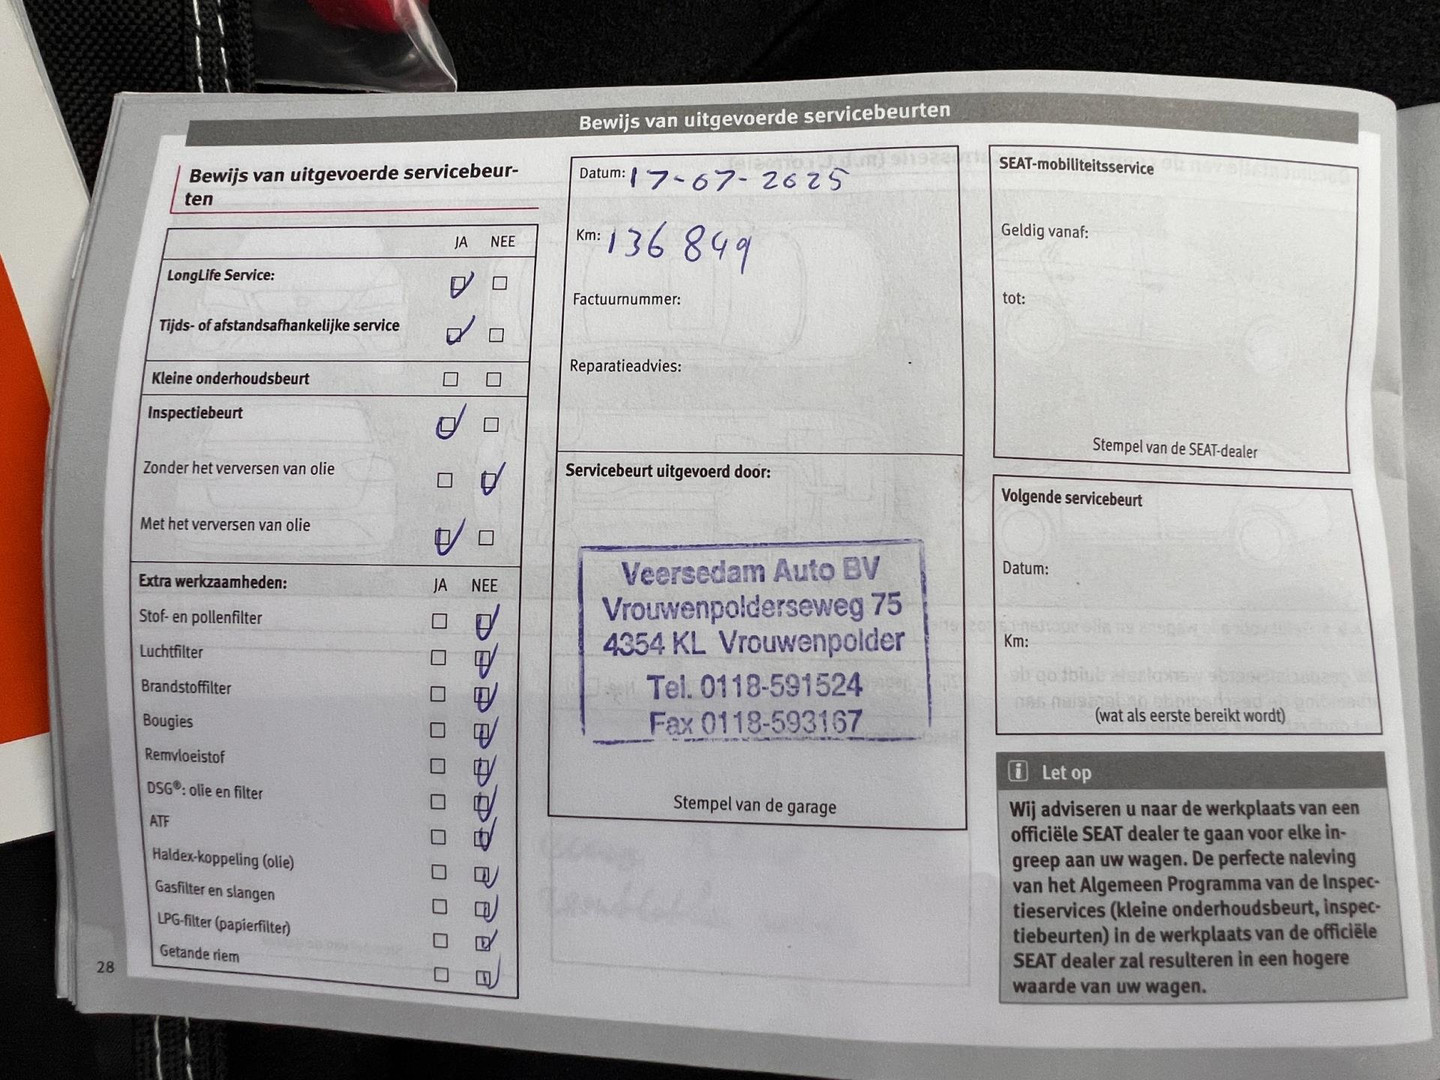 Bewijs van uitgevoerde servicebeurten
Bewijs van uitgevoerde servicebeur-
ten
JA NEE
LongLife Service:
Tijds- of afstandsafhankelijke service
Kleine onderhoudsbeurt
Inspectiebeurt
Zonder het verversen van olie
Met het verversen van olie
Extra werkzaamheden: JA NEE
Stof- en pollenfilter
Luchtfilter
Brandstoffilter
Bougies
Remvloeistof
DSG®: olie en filter
ATF
Haldex-koppeling (olie)
Gasfilter en slangen
LPG-filter (papierfilter)
Getande riem
28
Datum: 17-07-2025
Km: 136 849
Factuurnummer:
Reparatieadvies:
Servicebeurt uitgevoerd door:
Veersedam Auto BV
Vrouwenpolderseweg 75
4354 KL Vrouwenpolder
Tel. 0118-591524
Fax 0118-593167
Stempel van de garage
SEAT-mobiliteitsservice
Geldig vanaf:
tot:
Stempel van de SEAT-dealer
Volgende servicebeurt
Datum:
Km:
(wat als eerste bereikt wordt)
i Let op
Wij adviseren u naar de werkplaats van een
officiële SEAT dealer te gaan voor elke in-
greep aan uw wagen. De perfecte naleving
van het Algemeen Programma van de Inspec-
tieservices (kleine onderhoudsbeurt, inspec-
tiebeurten) in de werkplaats van de officiële
SEAT dealer zal resulteren in een hogere
waarde van uw wagen.